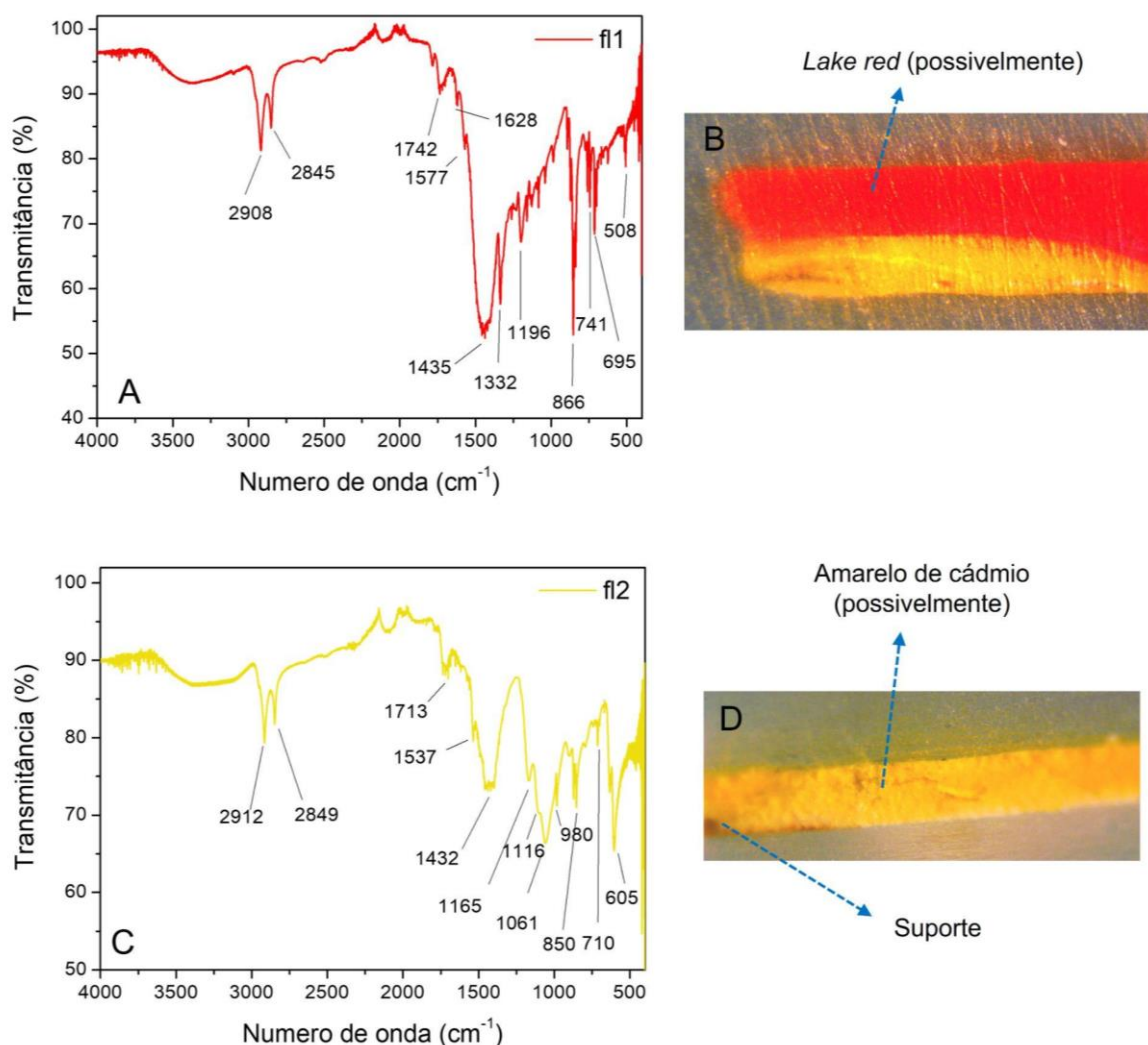 fl1
Transmitância (%)
100
90
80
70
60
50
40
2908
2845
1742
1628
1577
1435
1332
1196
866
741
695
508
A
4000 3500 3000 2500 2000 1500 1000 500
Numero de onda (cm⁻¹)
Lake red (possivelmente)
B
fl2
Transmitância (%)
100
90
80
70
60
50
2912
2849
1713
1537
1432
1165
1116
1061
980
850
710
605
C
4000 3500 3000 2500 2000 1500 1000 500
Numero de onda (cm⁻¹)
Amarelo de cádmio
(possivelmente)
D
Suporte